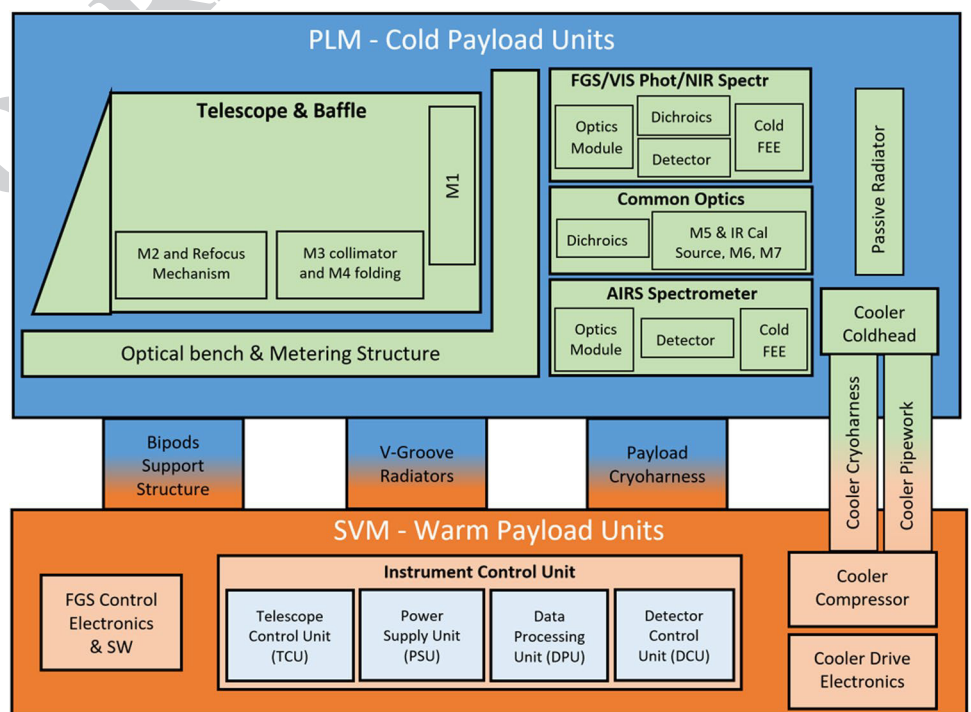 PLM - Cold Payload Units
Telescope & Baffle
M1
M2 and Refocus
Mechanism
M3 collimator
and M4 folding
Optical bench & Metering Structure
FGS/VIS Phot/NIR Spectr
Optics
Module
Dichroics
Detector
Cold
FEE
Common Optics
Dichroics
M5 & IR Cal
Source, M6, M7
AIRS Spectrometer
Optics
Module
Detector
Cold
FEE
Passive Radiator
Cooler
Coldhead
Cooler Cryoharness
Cooler Pipework
Bipods
Support
Structure
V-Groove
Radiators
Payload
Cryoharness
SVM - Warm Payload Units
FGS Control
Electronics
& SW
Instrument Control Unit
Telescope
Control Unit
(TCU)
Power
Supply Unit
(PSU)
Data
Processing
Unit (DPU)
Detector
Control
Unit (DCU)
Cooler
Compressor
Cooler Drive
Electronics